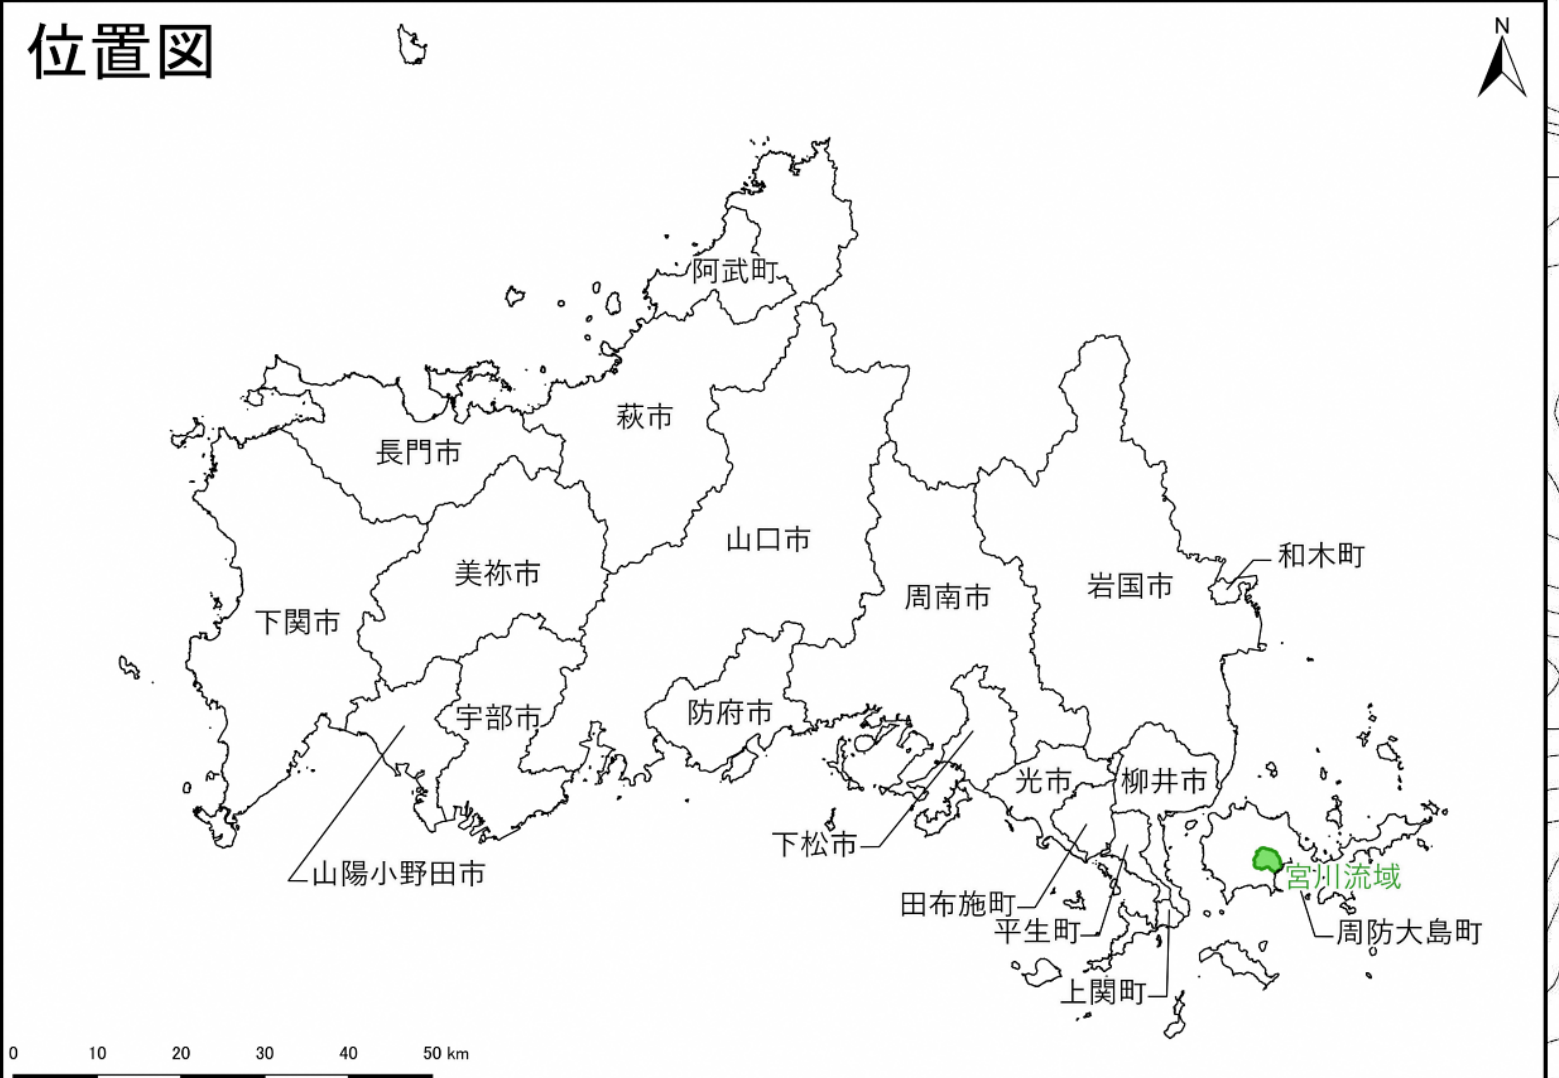 位置図
N
阿武町
萩市
長門市
山口市
和木町
美祢市
岩国市
周南市
下関市
防府市
宇部市
光市
柳井市
下松市
山陽小野田市
宮川流域
田布施町
平生町
周防大島町
上関町
0 10 20 30 40 50 km